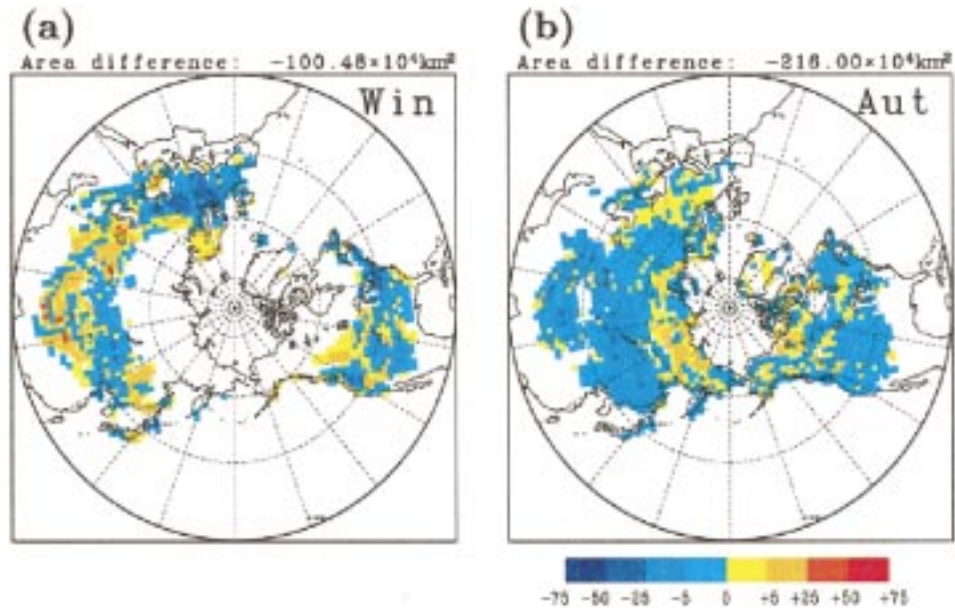 (a)
Area difference: -100.48×10⁴km²
Win
(b)
Area difference: -216.00×10⁴km²
Aut
-75 -50 -25 -5 0 +5 +25 +50 +75